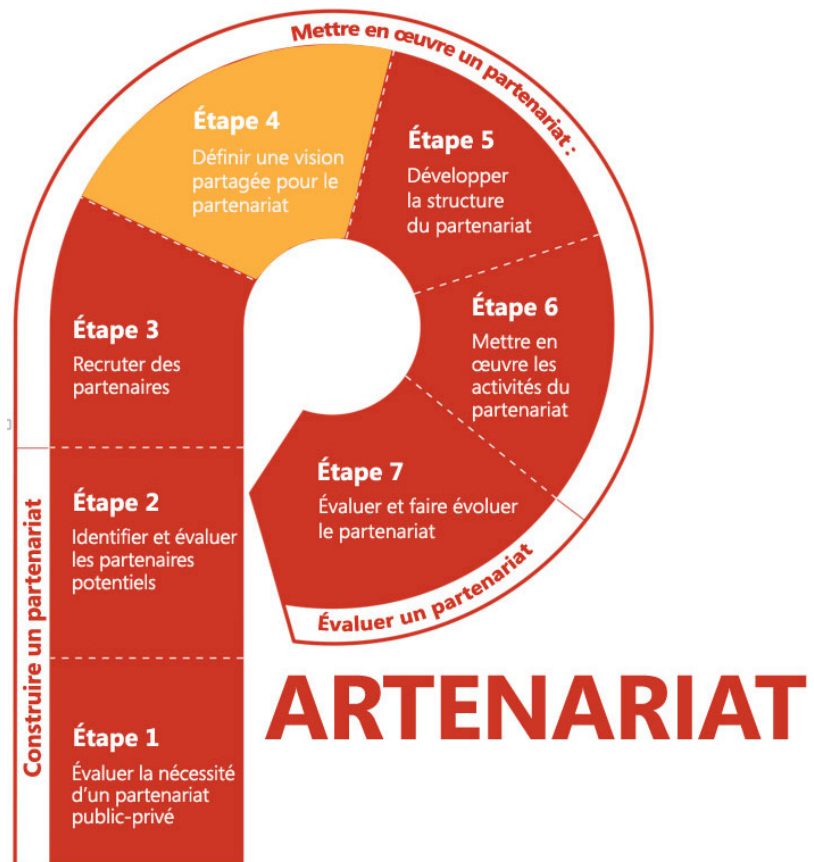 Mettre en œuvre un partenariat :
Étape 4
Définir une vision
partagée pour le
partenariat
Étape 5
Développer
la structure
du partenariat
Étape 3
Recruter des
partenaires
Étape 6
Mettre en
œuvre les
activités du
partenariat
Étape 7
Évaluer et faire évoluer
le partenariat
Étape 2
Identifier et évaluer
les partenaires
potentiels
Évaluer un partenariat
Construire un partenariat
ARTENARIAT
Étape 1
Évaluer la nécessité
d'un partenariat
public-privé